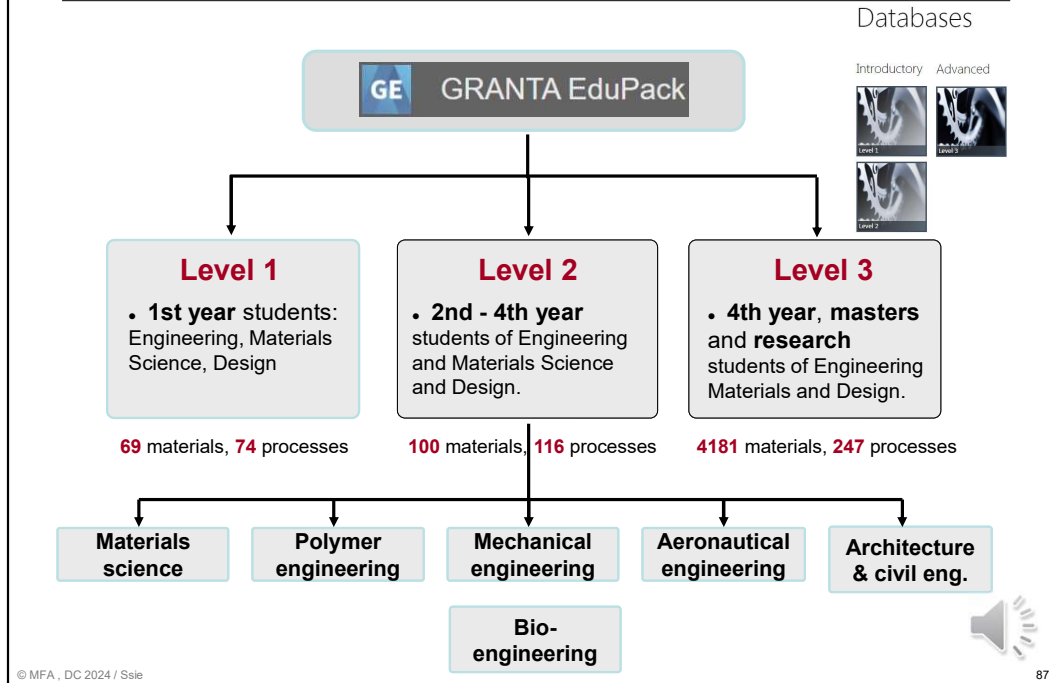 Databases
Introductory Advanced
Level 1
Level 3
Level 2
GE GRANTA EduPack
Level 1
• 1st year students:
Engineering, Materials
Science, Design
Level 2
• 2nd - 4th year
students of Engineering
and Materials Science
and Design.
Level 3
• 4th year, masters
and research
students of Engineering
Materials and Design.
69 materials, 74 processes
100 materials, 116 processes
4181 materials, 247 processes
Materials
science
Polymer
engineering
Mechanical
engineering
Aeronautical
engineering
Architecture
& civil eng.
Bio-
engineering
© MFA , DC 2024 / Ssie
87